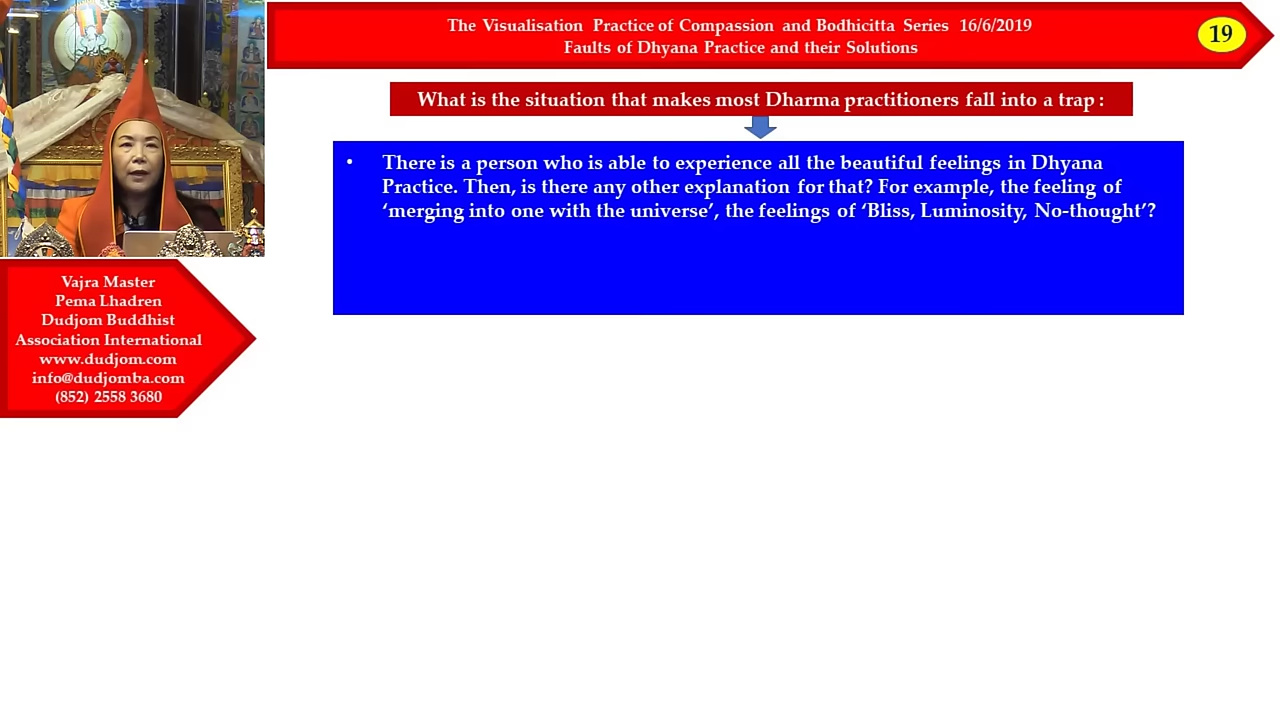 The Visualisation Practice of Compassion and Bodhicitta Series 16/6/2019
Faults of Dhyana Practice and their Solutions
19
What is the situation that makes most Dharma practitioners fall into a trap :
• There is a person who is able to experience all the beautiful feelings in Dhyana
Practice. Then, is there any other explanation for that? For example, the feeling of
‘merging into one with the universe’, the feelings of ‘Bliss, Luminosity, No-thought’?
Vajra Master
Pema Lhadren
Dudjom Buddhist
Association International
www.dudjom.com
info@dudjomba.com
(852) 2558 3680